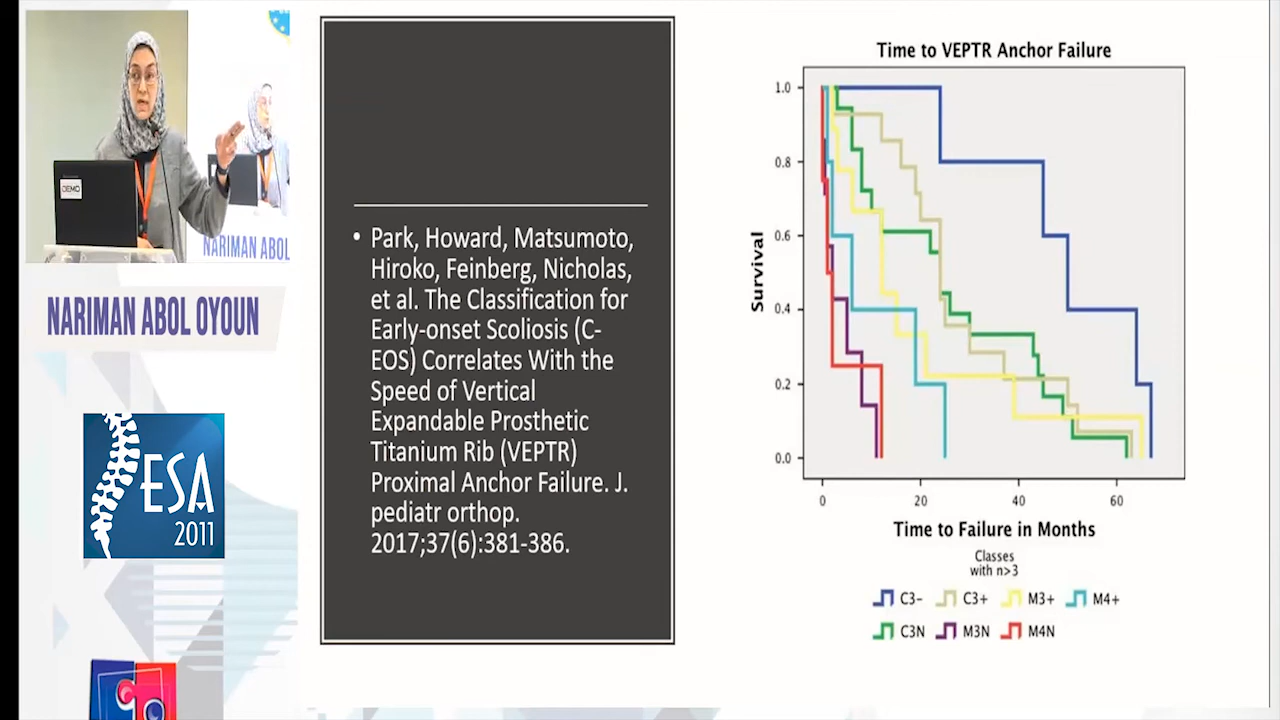 DEMO
NARIMAN ABOL
NARIMAN ABOL OYOUN
ESA
2011
• Park, Howard, Matsumoto,
Hiroko, Feinberg, Nicholas,
et al. The Classification for
Early-onset Scoliosis (C-
EOS) Correlates With the
Speed of Vertical
Expandable Prosthetic
Titanium Rib (VEPTR)
Proximal Anchor Failure. J.
pediatr orthop.
2017;37(6):381-386.
Time to VEPTR Anchor Failure
Survival
1.0
0.8
0.6
0.4
0.2
0.0
0 20 40 60
Time to Failure in Months
Classes
with n>3
C3- C3+ M3+ M4+
C3N M3N M4N